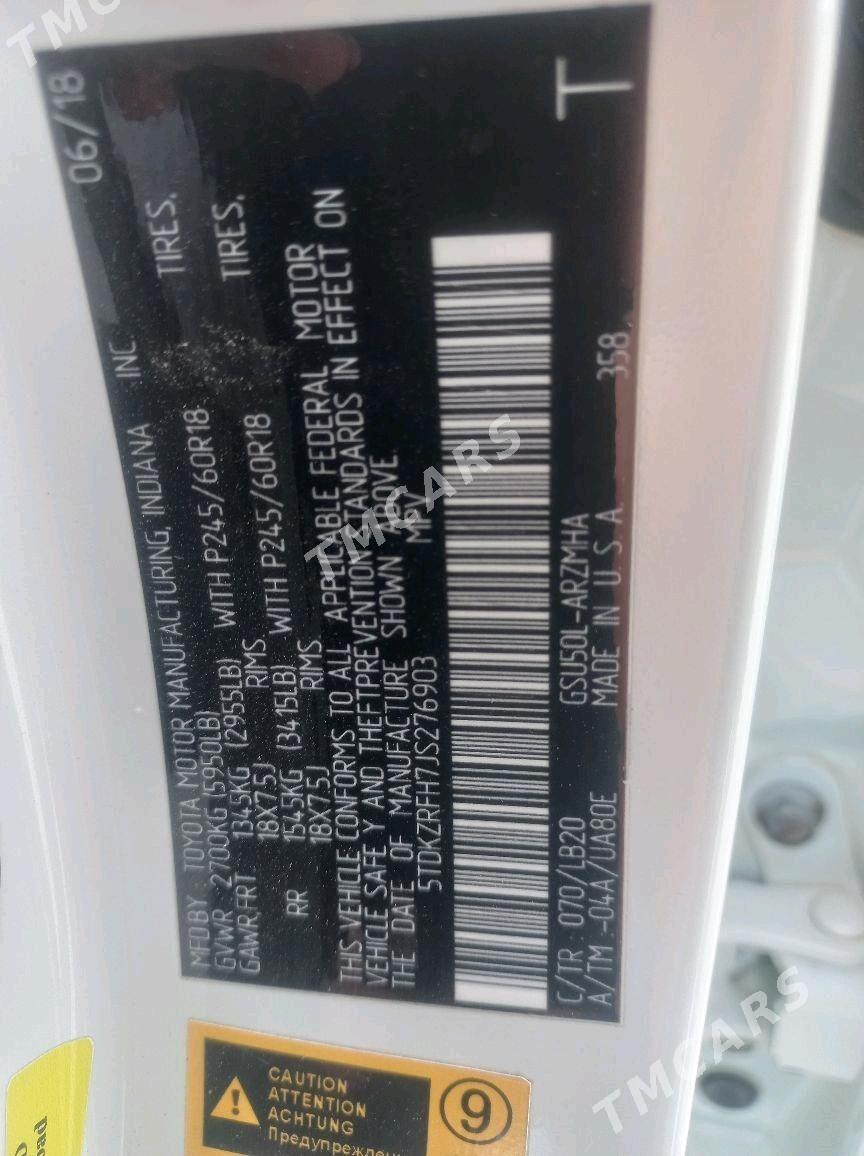 MFD BY: TOYOTA MOTOR MANUFACTURING, INDIANA INC 06/18
GVWR 2700KG (5950LB)
GAWR,FRT 1345KG (2955LB) WITH P245/60R18 TIRES,
18X7.5J RIMS
RR 1545KG (3415LB) WITH P245/60R18 TIRES,
18X7.5J RIMS
THIS VEHICLE CONFORMS TO ALL APPLICABLE FEDERAL MOTOR
VEHICLE SAFE Y AND THEFTPREVENTION STANDARDS IN EFFECT ON
THE DATE OF MANUFACTURE SHOWN ABOVE.
5TDKZRFH7JS276903 MPV
C/TR 070/LB20 GSU50L-ARZMHA
A/TM -04A/UA80E MADE IN U S A 358
T
CAUTION
ATTENTION
ACHTUNG
9
TMCARS
TMCARS
TMCARS